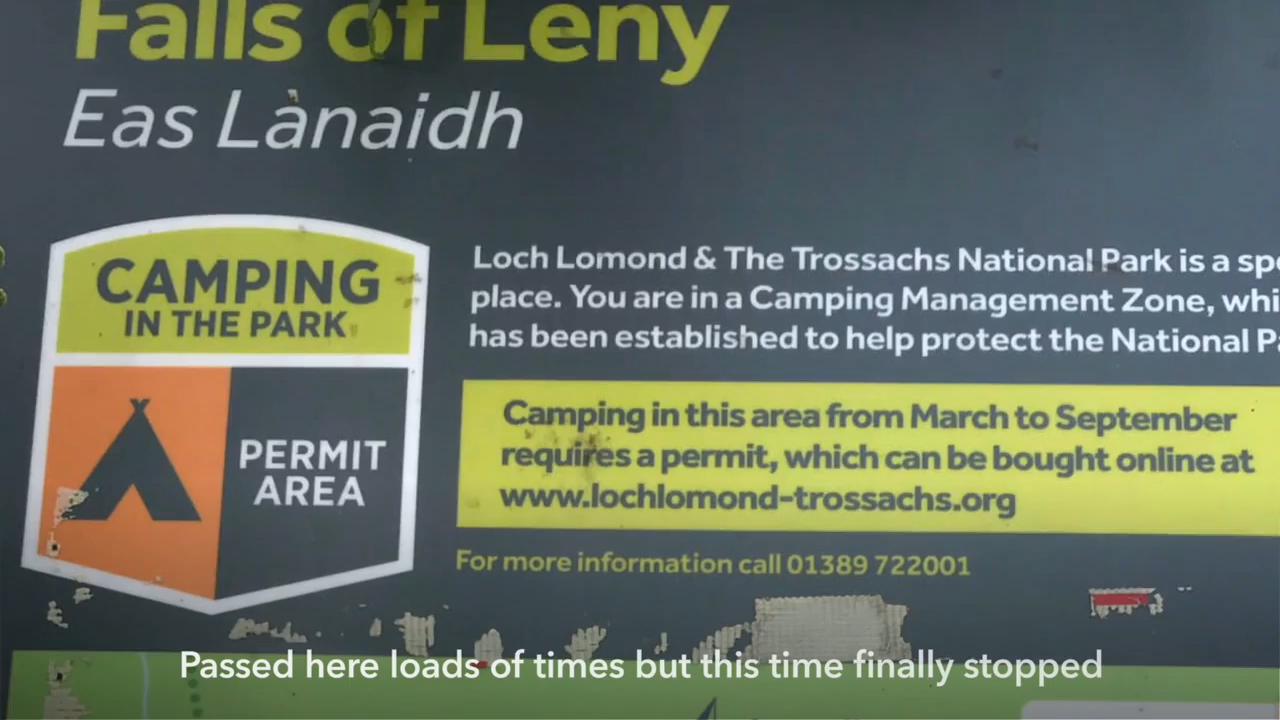 Falls of Leny
Eas Lànaidh
CAMPING
IN THE PARK
PERMIT
AREA
Loch Lomond & The Trossachs National Park is a
place. You are in a Camping Management Zone,
has been established to help protect the National
Camping in this area from March to September
requires a permit, which can be bought online at
www.lochlomond-trossachs.org
For more information call 01389 722001
Passed here loads of times but this time finally stopped